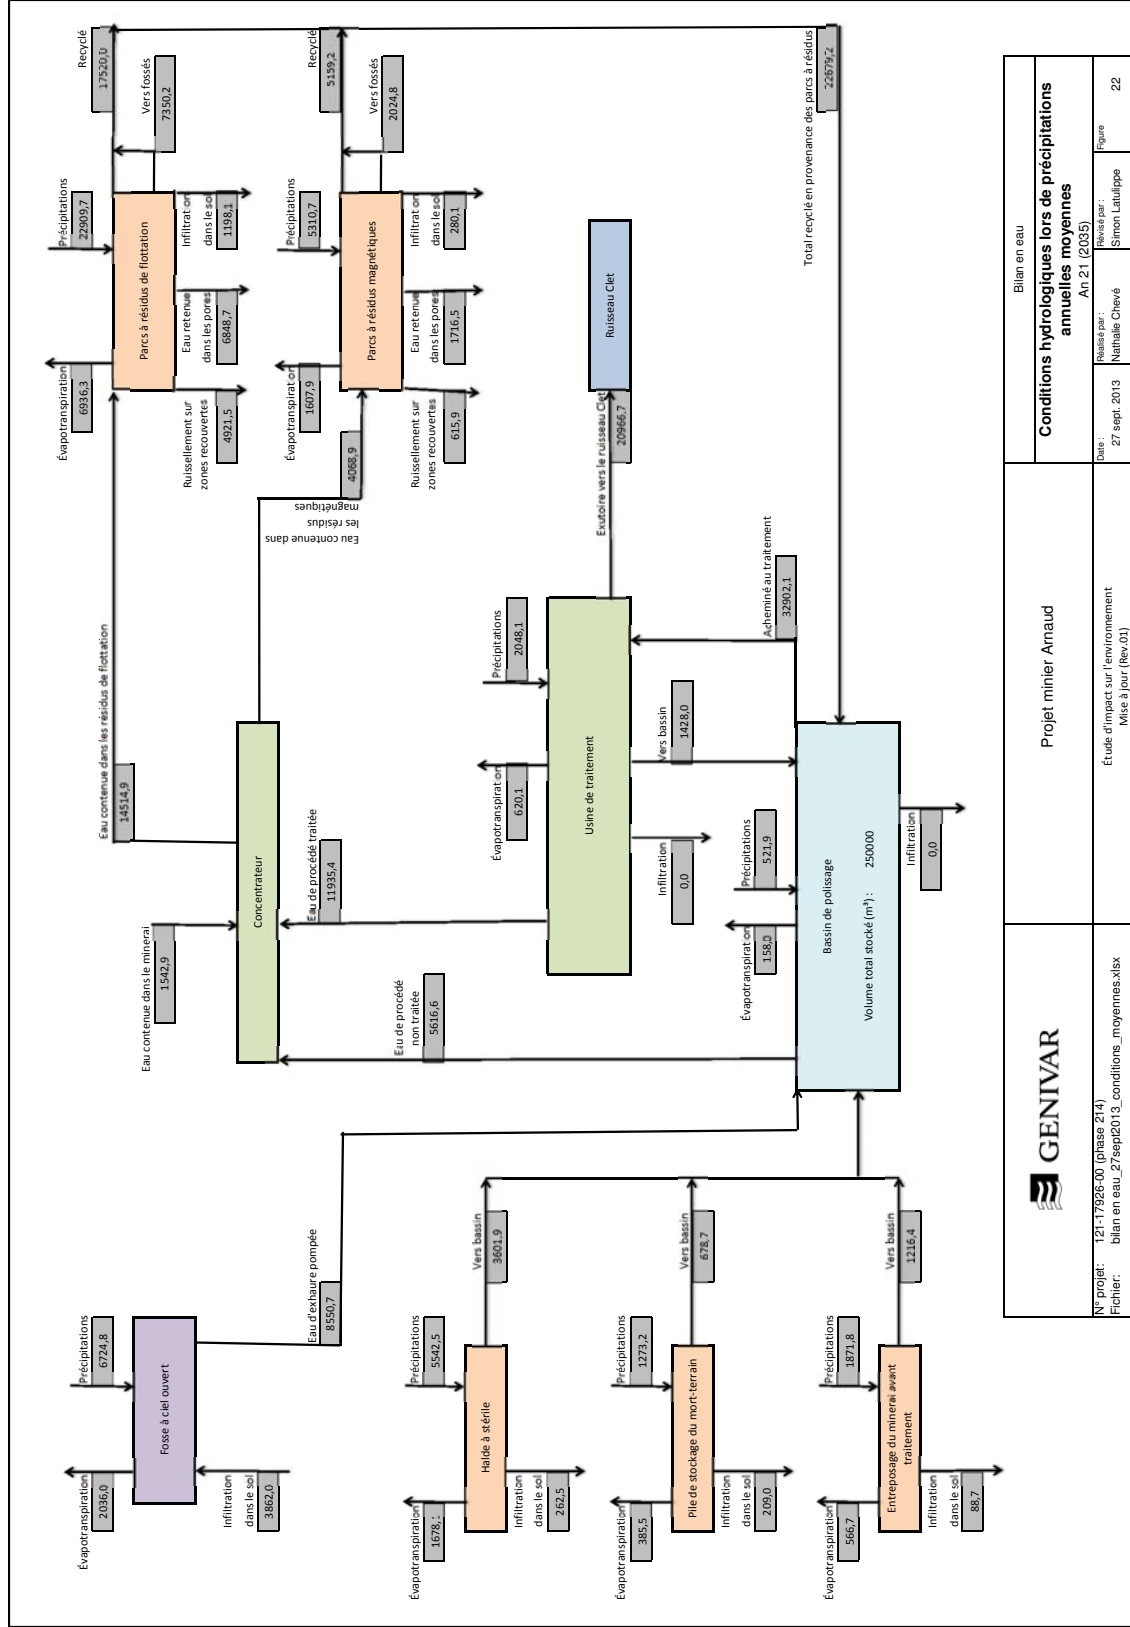 Évapotranspiration
2036,0
Précipitations
6724,8
Fosse à ciel ouvert
Infiltration
dans le sol
3862,0
Eau d'exhaure pompée
8550,7
Évapotranspiration
Précipitations
5542,5
Halde à stérile
Infiltration
dans le sol
262,5
Vers bassin
3601,9
Évapotranspiration
385,5
Précipitations
1273,2
Pile de stockage du mort-terrain
Infiltration
dans le sol
209,0
Vers bassin
678,7
Évapotranspiration
566,7
Précipitations
1871,8
Entreposage du minerai avant
traitement
Infiltration
dans le sol
88,7
Vers bassin
1216,4
Eau contenue dans le minerai
1542,9
Concentrateur
Eau de procédé
non traitée
5616,6
Eau de procédé traitée
11935,4
Eau contenue dans les résidus de flottation
14514,9
Eau contenue dans
les résidus
magnétiques
4068,9
Évapotranspiration
620,1
Précipitations
2048,1
Usine de traitement
Infiltration
0,0
Vers bassin
1428,0
Acheminé au traitement
32902,1
Évapotranspiration
158,0
Précipitations
521,9
Bassin de polissage
Volume total stocké (m³) : 250000
Infiltration
0,0
Exutoire vers le ruisseau Clet
20966,7
Ruisseau Clet
Évapotranspiration
6936,3
Précipitations
22909,7
Parcs à résidus de flottation
Ruissellement sur
zones recouvertes
4921,5
Eau retenue
dans les pores
6848,7
Infiltration
dans le sol
1198,1
Vers fossés
7350,2
Recyclé
17520,0
Évapotranspiration
1607,9
Précipitations
5310,7
Parcs à résidus magnétiques
Ruissellement sur
zones recouvertes
615,9
Eau retenue
dans les pores
1716,5
Infiltration
dans le sol
280,1
Vers fossés
2024,8
Recyclé
5159,2
Total recyclé en provenance des parcs à résidus
22679,2
GENIVAR
N° projet: 121-17926-00 (phase 214)
Fichier: bilan en eau_27sept2013_conditions_moyennes.xlsx
Projet minier Arnaud
Étude d'impact sur l'environnement
Mise à jour (Rev.01)
Bilan en eau
Conditions hydrologiques lors de précipitations
annuelles moyennes
An 21 (2035)
Date : Réalisé par : Révisé par : Figure
27 sept. 2013 Nathalie Chevé Simon Latulippe 22